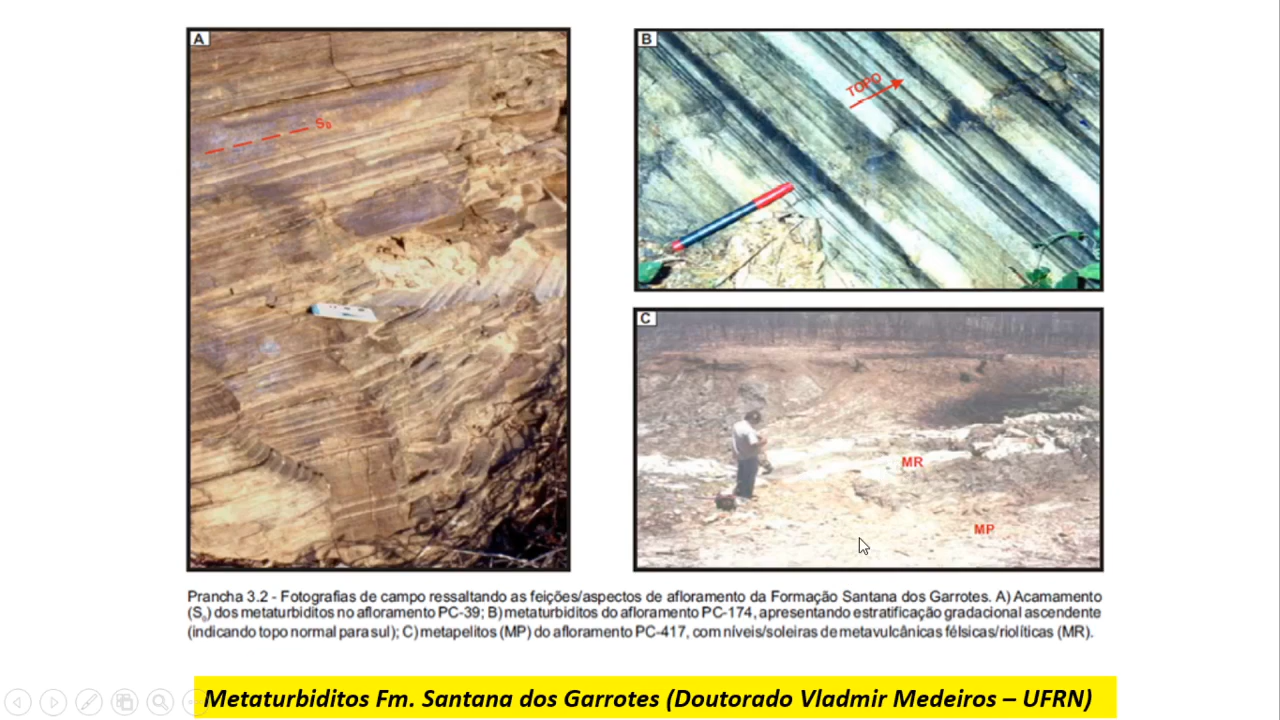 A
S₀
B
TOPO
C
MR
MP
Prancha 3.2 - Fotografias de campo ressaltando as feições/aspectos de afloramento da Formação Santana dos Garrotes. A) Acamamento
(S₀) dos metaturbiditos no afloramento PC-39; B) metaturbiditos do afloramento PC-174, apresentando estratificação gradacional ascendente
(indicando topo normal para sul); C) metapelitos (MP) do afloramento PC-417, com níveis/soleiras de metavulcânicas félsicas/riolíticas (MR).
Metaturbiditos Fm. Santana dos Garrotes (Doutorado Vladmir Medeiros – UFRN)